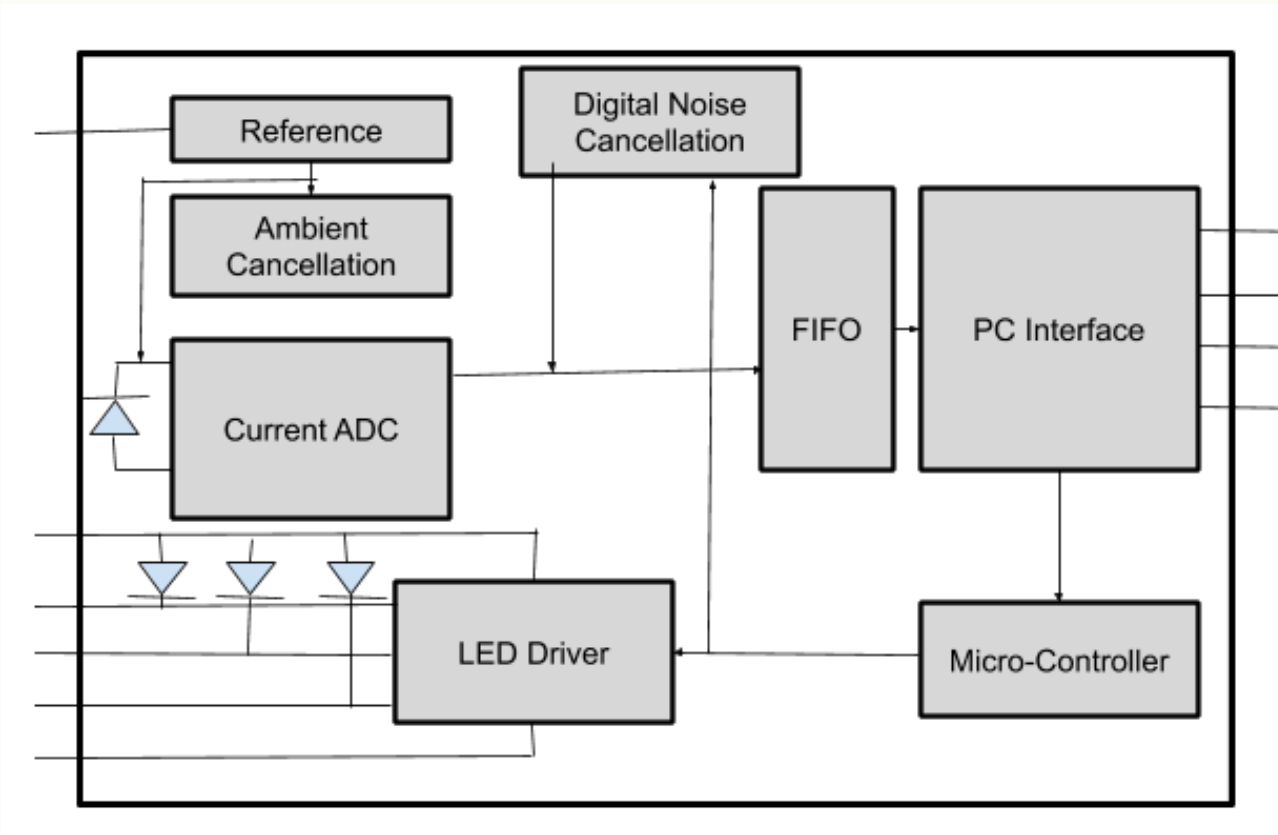 Reference
Digital Noise
Cancellation
Ambient
Cancellation
FIFO
PC Interface
Current ADC
LED Driver
Micro-Controller